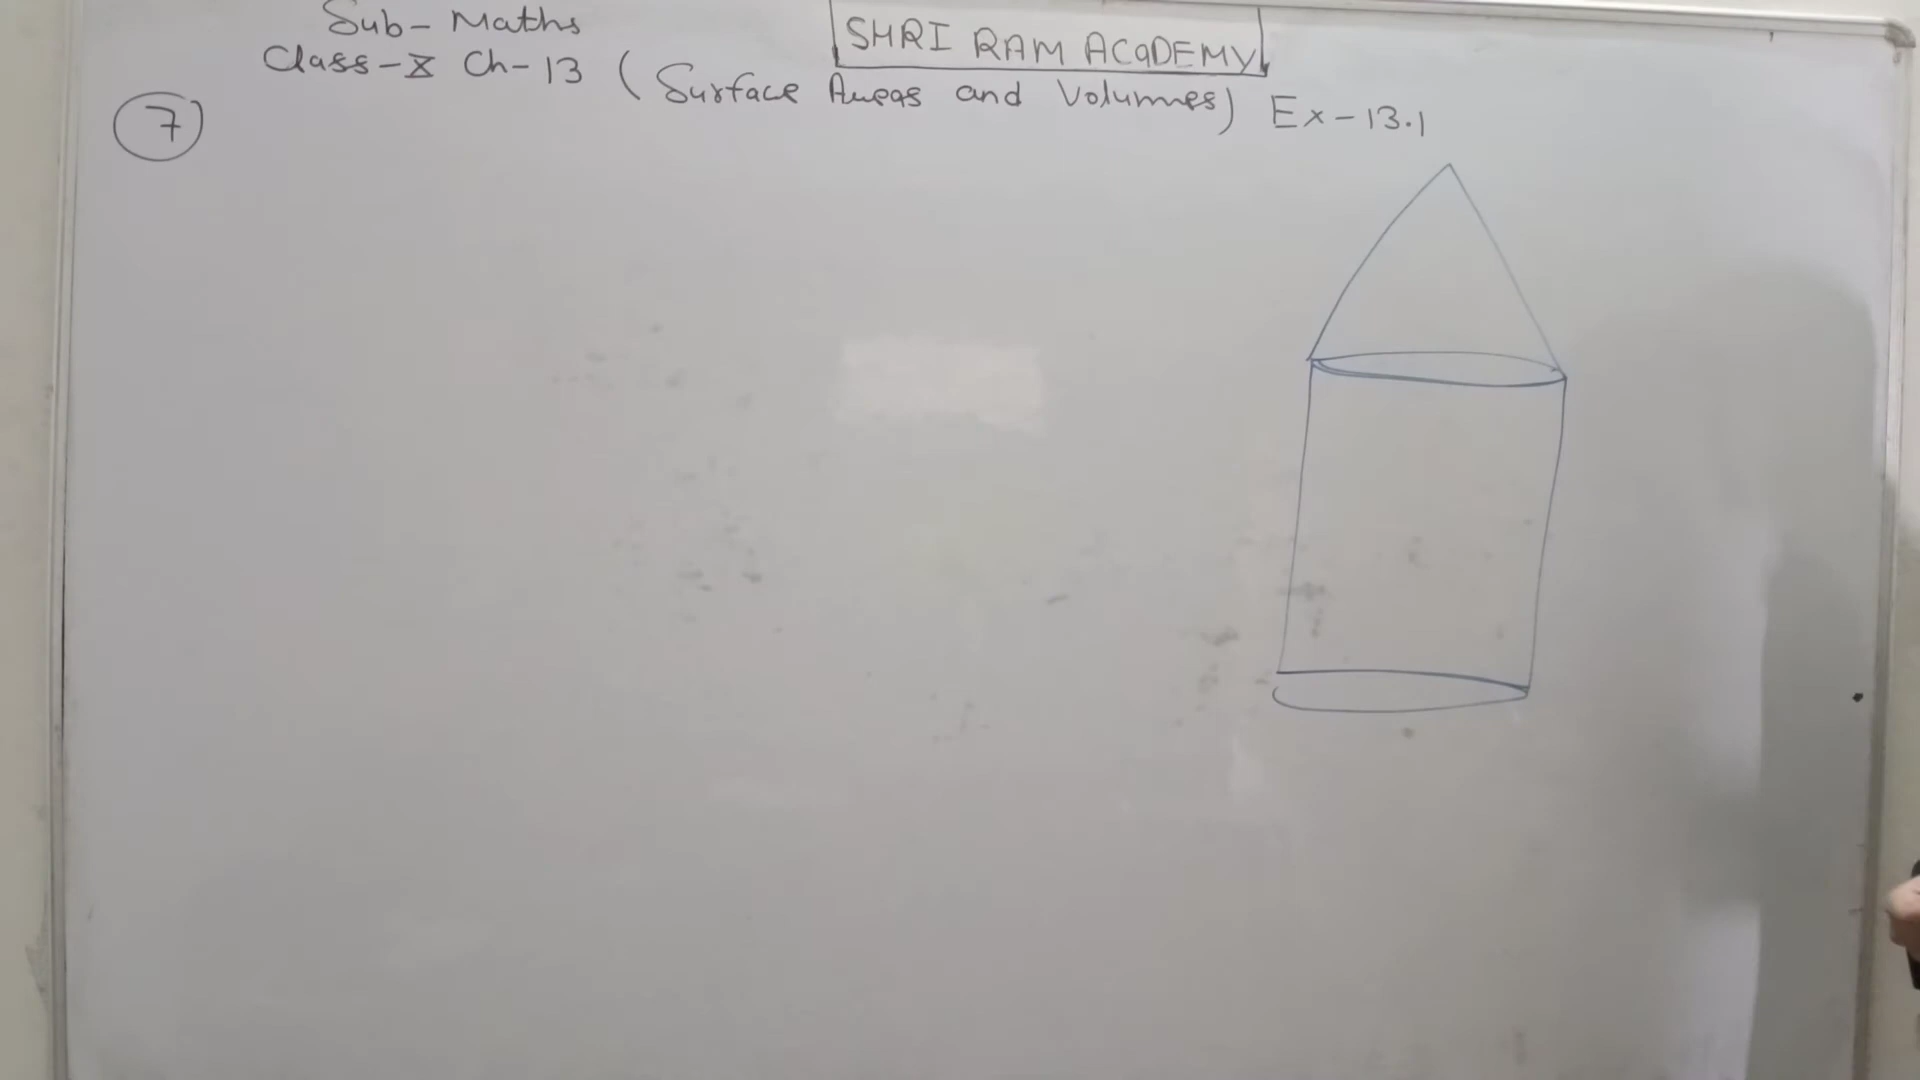 Sub- Maths
SHRI RAM ACADEMY
Class-X Ch-13 (Surface Areas and Volumes) Ex-13.1
7